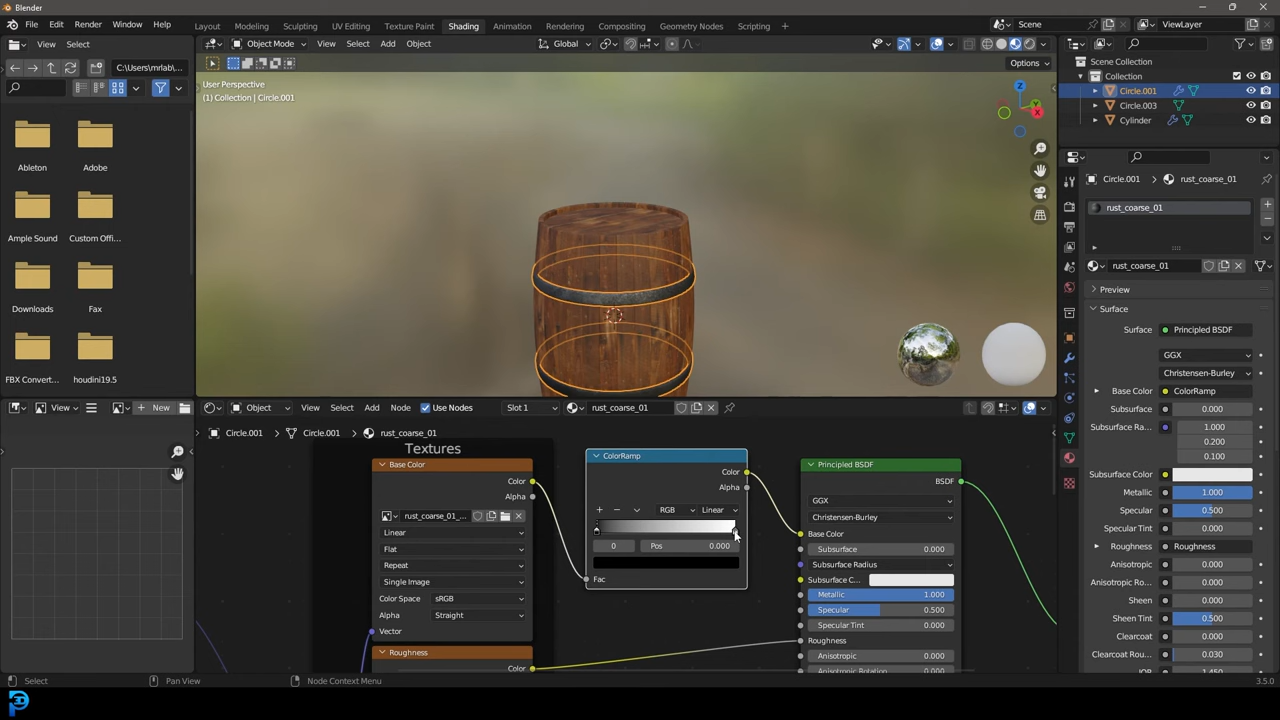 Blender
File Edit Render Window Help Layout Modeling Sculpting UV Editing Texture Paint Shading Animation Rendering Compositing Geometry Nodes Scripting + Scene ViewLayer
View Select Object Mode View Select Add Object Global
C:\Users\mrlab\... Options
User Perspective
(1) Collection | Circle.001
Scene Collection
Collection
Circle.001
Circle.003
Cylinder
Z
Y
X
Ableton Adobe
Ample Sound Custom Offi...
Downloads Fax
FBX Convert... houdini19.5
Circle.001 rust_coarse_01
rust_coarse_01
rust_coarse_01
Preview
Surface
Surface Principled BSDF
GGX
Christensen-Burley
Base Color ColorRamp
Subsurface 0.000
Subsurface Ra... 1.000
0.200
0.100
Subsurface Color
Metallic 1.000
Specular 0.500
Specular Tint 0.000
Roughness Roughness
Anisotropic 0.000
Anisotropic Ro... 0.000
Sheen 0.000
Sheen Tint 0.500
Clearcoat 0.000
Clearcoat Rou... 0.030
IOR 1.450
View + New Object View Select Add Node Use Nodes Slot 1 rust_coarse_01
Circle.001 Circle.001 rust_coarse_01
Textures
Base Color
Color
Alpha
rust_coarse_01_...
Linear
Flat
Repeat
Single Image
Color Space sRGB
Alpha Straight
Vector
Roughness
Color
ColorRamp
Color
Alpha
+ − RGB Linear
0 Pos 0.000
Fac
Principled BSDF
BSDF
GGX
Christensen-Burley
Base Color
Subsurface 0.000
Subsurface Radius
Subsurface C...
Metallic 1.000
Specular 0.500
Specular Tint 0.000
Roughness
Anisotropic 0.000
Anisotropic Rotation 0.000
Select Pan View Node Context Menu 3.5.0